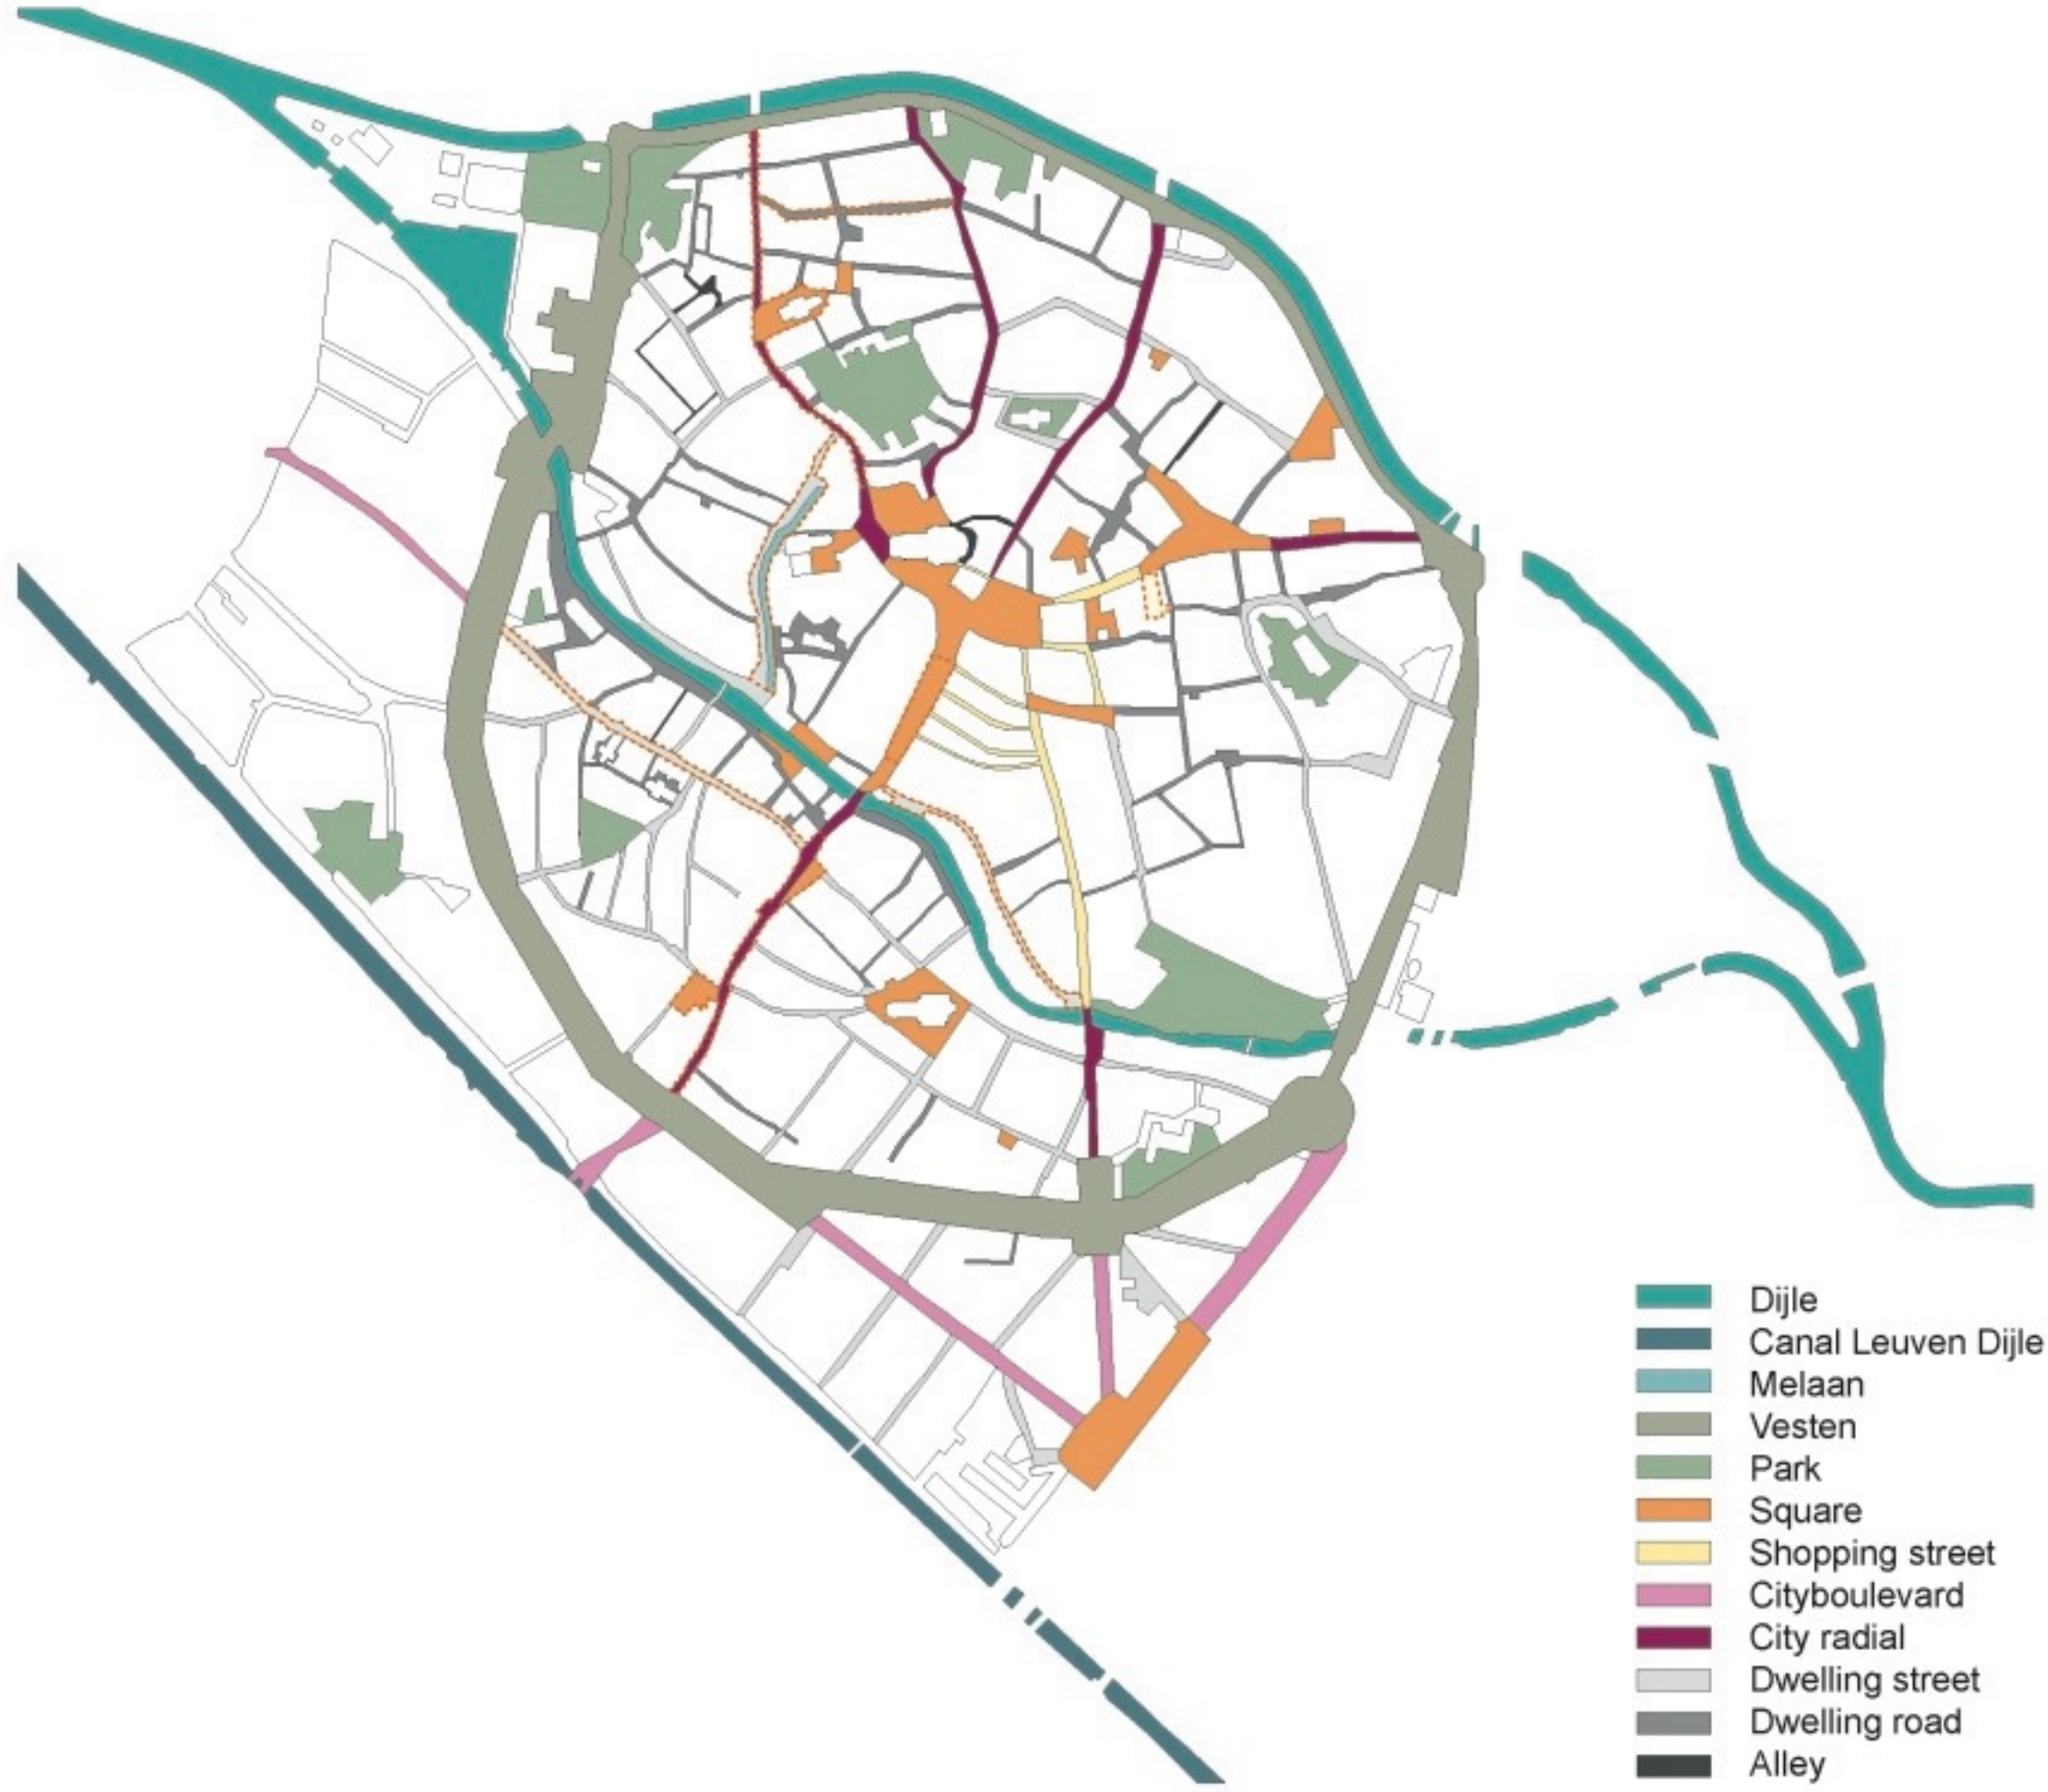 Dijle
Canal Leuven Dijle
Melaan
Vesten
Park
Square
Shopping street
Cityboulevard
City radial
Dwelling street
Dwelling road
Alley